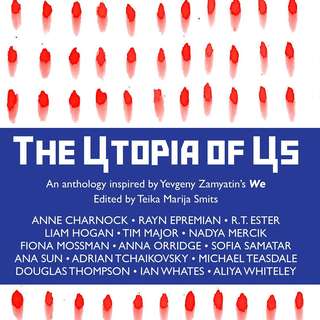 The Utopia of Us
An anthology inspired by Yevgeny Zamyatin's We
Edited by Teika Marija Smits
ANNE CHARNOCK • RAYN EPREMIAN • R.T. ESTER
LIAM HOGAN • TIM MAJOR • NADYA MERCIK
FIONA MOSSMAN • ANNA ORRIDGE • SOFIA SAMATAR
ANA SUN • ADRIAN TCHAIKOVSKY • MICHAEL TEASDALE
DOUGLAS THOMPSON • IAN WHATES • ALIYA WHITELEY